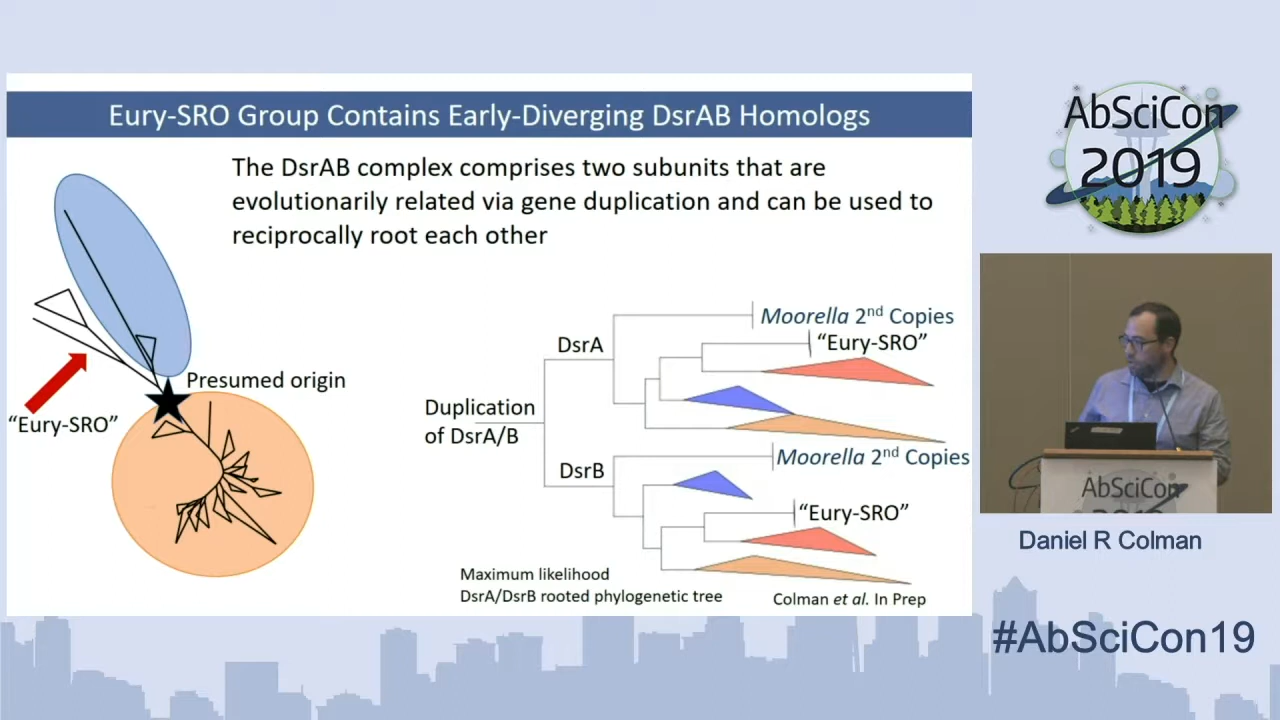 Eury-SRO Group Contains Early-Diverging DsrAB Homologs
The DsrAB complex comprises two subunits that are
evolutionarily related via gene duplication and can be used to
reciprocally root each other
Presumed origin
"Eury-SRO"
Duplication
of DsrA/B
DsrA
Moorella 2nd Copies
"Eury-SRO"
DsrB
Moorella 2nd Copies
"Eury-SRO"
Maximum likelihood
DsrA/DsrB rooted phylogenetic tree
Colman et al. In Prep
AbSciCon
2019
AbSciCon
Daniel R Colman
#AbSciCon19